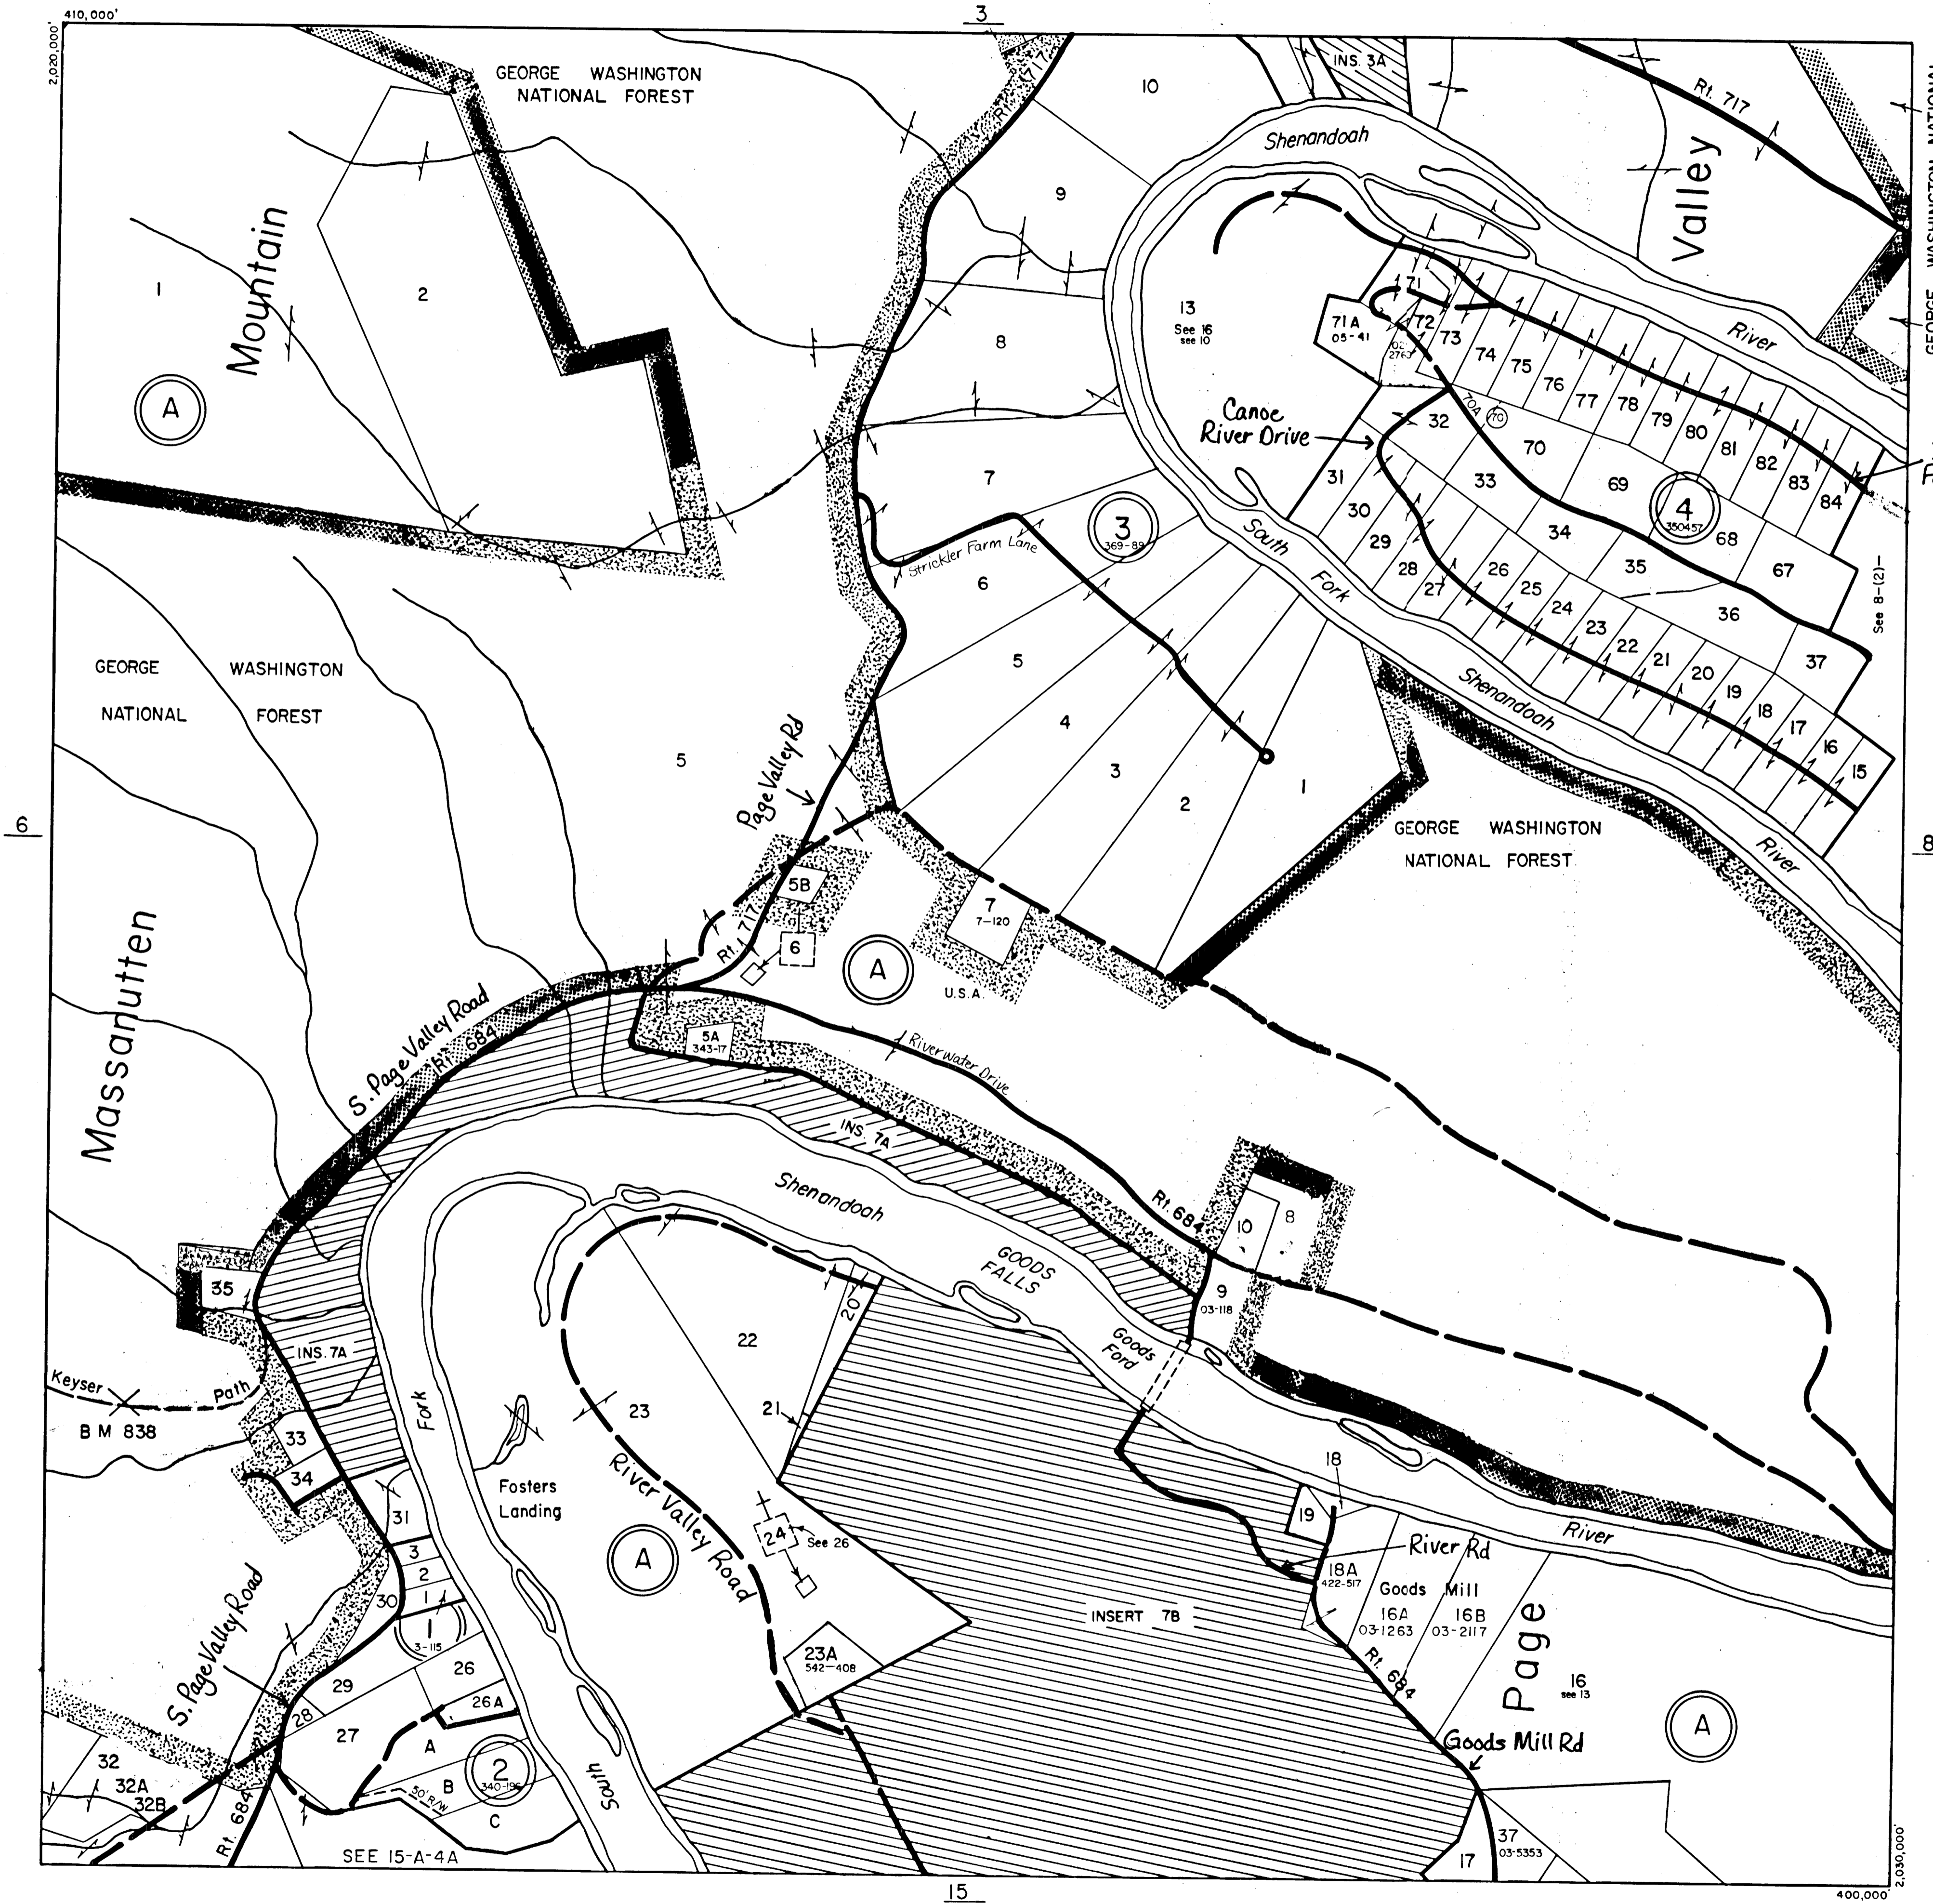 410,000'
3
2,020,000'
GEORGE WASHINGTON
NATIONAL FOREST
Rt. 717
10
INS. 3A
Rt. 717
Shenandoah
Valley
GEORGE WASHINGTON NATIONAL
Mountain
1
2
A
9
8
7
13
See 16
see 10
River
71
71A
05-41
72
73
74
75
76
77
78
79
80
81
82
83
84
Canoe
River Drive
32
70A
70
70
69
4
350457
68
67
31
30
29
28
27
33
34
35
36
37
26
25
24
23
22
21
20
19
18
17
16
15
See 8-(2)-
3
369-89
Strickler Farm Lane
South
Fork
Shenandoah
River
6
5
4
3
2
1
GEORGE WASHINGTON
NATIONAL FOREST
5
Page Valley Rd
6
8
GEORGE WASHINGTON
NATIONAL FOREST
5B
Rt. 717
6
A
7
7-120
U.S.A.
Massanutten
S. Page Valley Road
Rt. 684
5A
343-17
River Water Drive
INS. 7A
Shenandoah
GOODS
FALLS
Rt. 684
10
8
9
03-118
Goods
Ford
35
INS. 7A
Keyser Path
B M 838
33
34
Fork
22
20
21
23
Fosters
Landing
River Valley Road
A
24
See 26
31
3
2
1
30
1
3-115
S. Page Valley Road
29
28
26
26A
27
A
B
C
2
340-196
50' R/W
32
32A
32B
Rt. 684
SEE 15-A-4A
South
23A
542-408
INSERT 7B
18
19
River
River Rd
18A
422-517
Goods Mill
16A
03-1263
16B
03-2117
Page
Rt. 684
16
see 13
A
Goods Mill Rd
37
03-5353
17
15
2,030,000'
400,000'